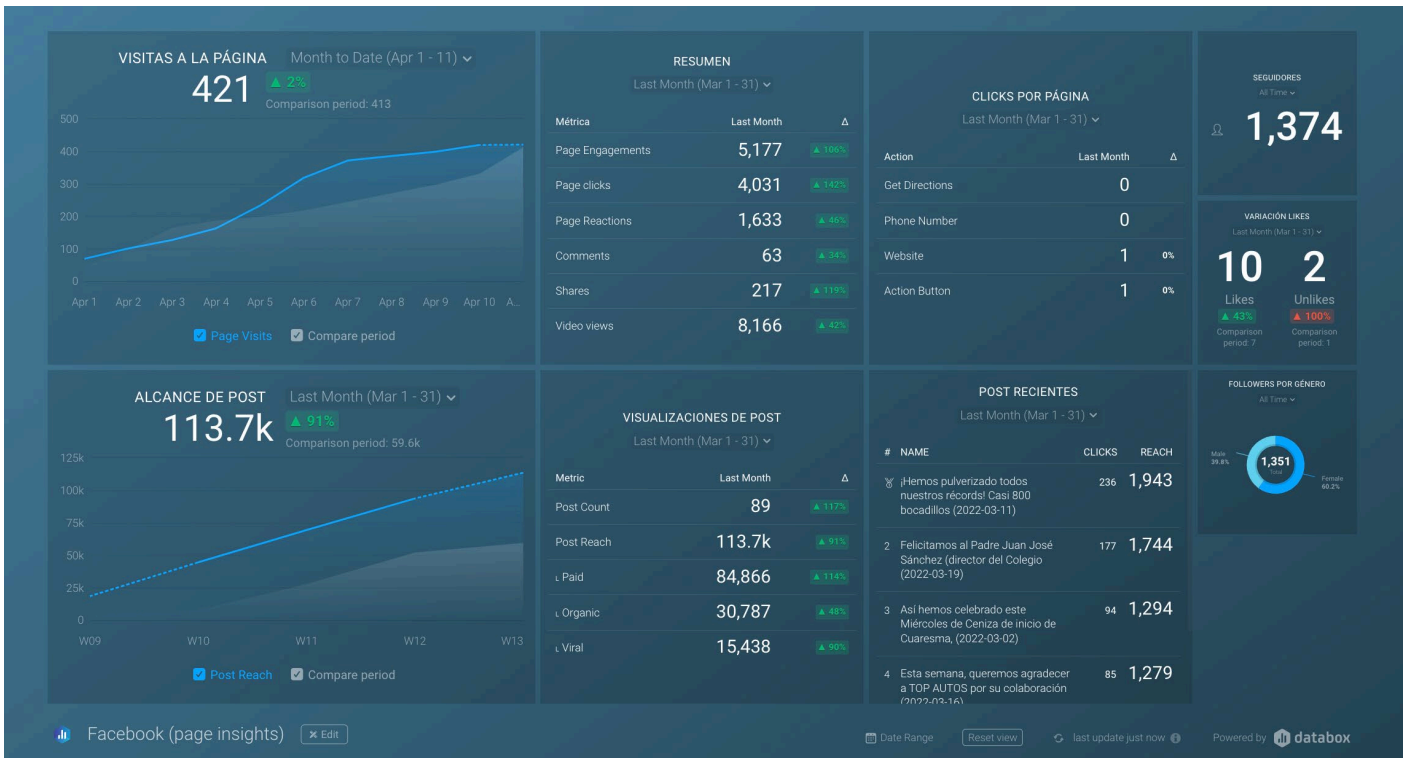 VISITAS A LA PÁGINA Month to Date (Apr 1 - 11)
421 ▲ 2%
Comparison period: 413
500
400
300
200
100
0
Apr 1 Apr 2 Apr 3 Apr 4 Apr 5 Apr 6 Apr 7 Apr 8 Apr 9 Apr 10 A...
Page Visits Compare period
RESUMEN
Last Month (Mar 1 - 31)
Métrica Last Month Δ
Page Engagements 5,177 ▲ 106%
Page clicks 4,031 ▲ 142%
Page Reactions 1,633 ▲ 46%
Comments 63 ▲ 34%
Shares 217 ▲ 119%
Video views 8,166 ▲ 42%
CLICKS POR PÁGINA
Last Month (Mar 1 - 31)
Action Last Month Δ
Get Directions 0
Phone Number 0
Website 1 0%
Action Button 1 0%
SEGUIDORES
All Time
1,374
VARIACIÓN LIKES
Last Month (Mar 1 - 31)
10 2
Likes Unlikes
▲ 43% ▲ 100%
Comparison Comparison
period: 7 period: 1
ALCANCE DE POST Last Month (Mar 1 - 31)
113.7k ▲ 91%
Comparison period: 59.6k
125k
100k
75k
50k
25k
0
W09 W10 W11 W12 W13
Post Reach Compare period
VISUALIZACIONES DE POST
Last Month (Mar 1 - 31)
Metric Last Month Δ
Post Count 89 ▲ 117%
Post Reach 113.7k ▲ 91%
L Paid 84,866 ▲ 114%
L Organic 30,787 ▲ 48%
L Viral 15,438 ▲ 90%
POST RECIENTES
Last Month (Mar 1 - 31)
# NAME CLICKS REACH
¡Hemos pulverizado todos 236 1,943
nuestros récords! Casi 800
bocadillos (2022-03-11)
2 Felicitamos al Padre Juan José 177 1,744
Sánchez (director del Colegio
(2022-03-19)
3 Así hemos celebrado este 94 1,294
Miércoles de Ceniza de inicio de
Cuaresma, (2022-03-02)
4 Esta semana, queremos agradecer 85 1,279
a TOP AUTOS por su colaboración
(2022-03-16)
FOLLOWERS POR GÉNERO
All Time
Male
39.8%
1,351
Total
Female
60.2%
Facebook (page insights) Edit
Date Range Reset view last update just now Powered by databox